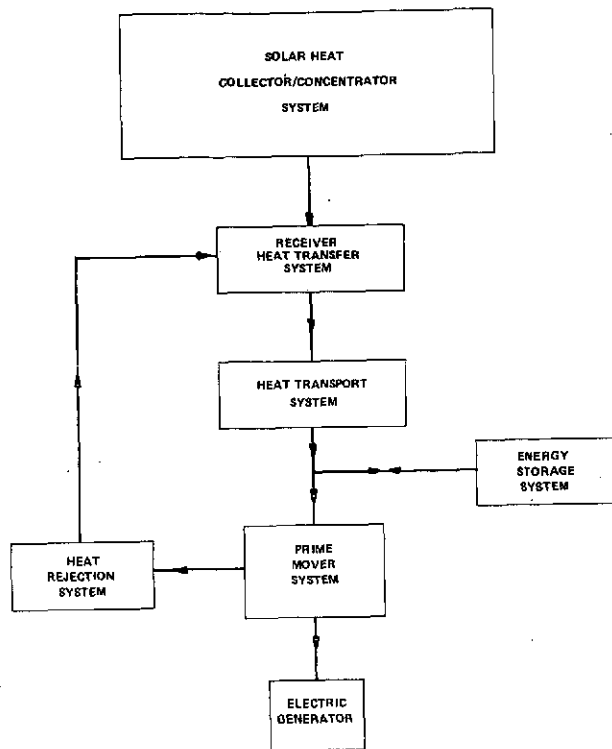 SOLAR HEAT
COLLECTOR/CONCENTRATOR
SYSTEM
RECEIVER
HEAT TRANSFER
SYSTEM
HEAT TRANSPORT
SYSTEM
ENERGY
STORAGE
SYSTEM
PRIME
MOVER
SYSTEM
HEAT
REJECTION
SYSTEM
ELECTRIC
GENERATOR